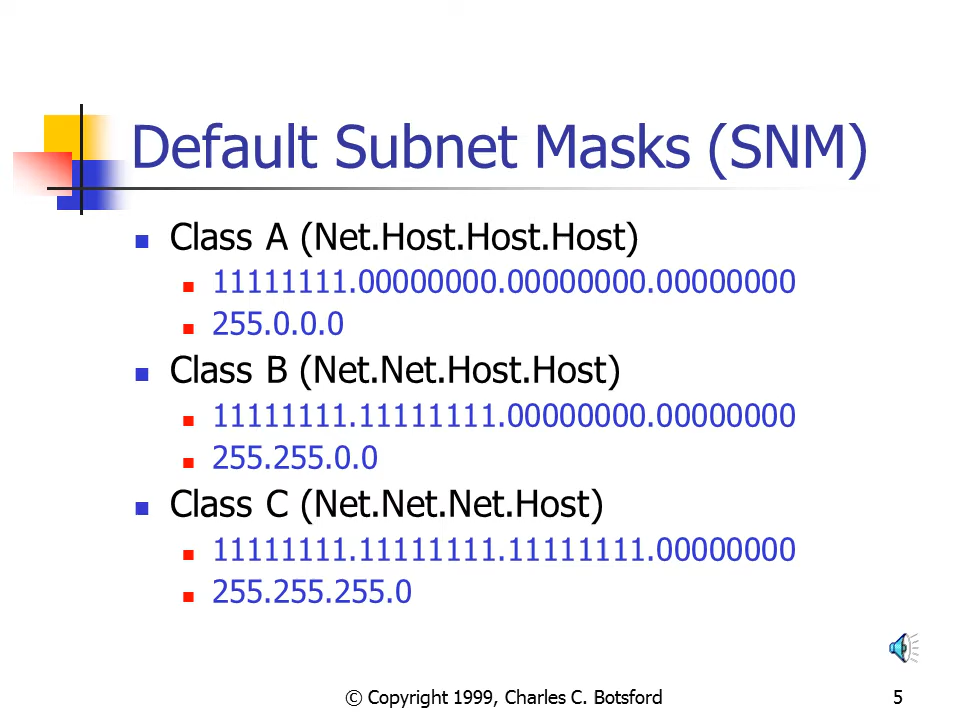 Default Subnet Masks (SNM)
Class A (Net.Host.Host.Host)
11111111.00000000.00000000.00000000
255.0.0.0
Class B (Net.Net.Host.Host)
11111111.11111111.00000000.00000000
255.255.0.0
Class C (Net.Net.Net.Host)
11111111.11111111.11111111.00000000
255.255.255.0
© Copyright 1999, Charles C. Botsford
5